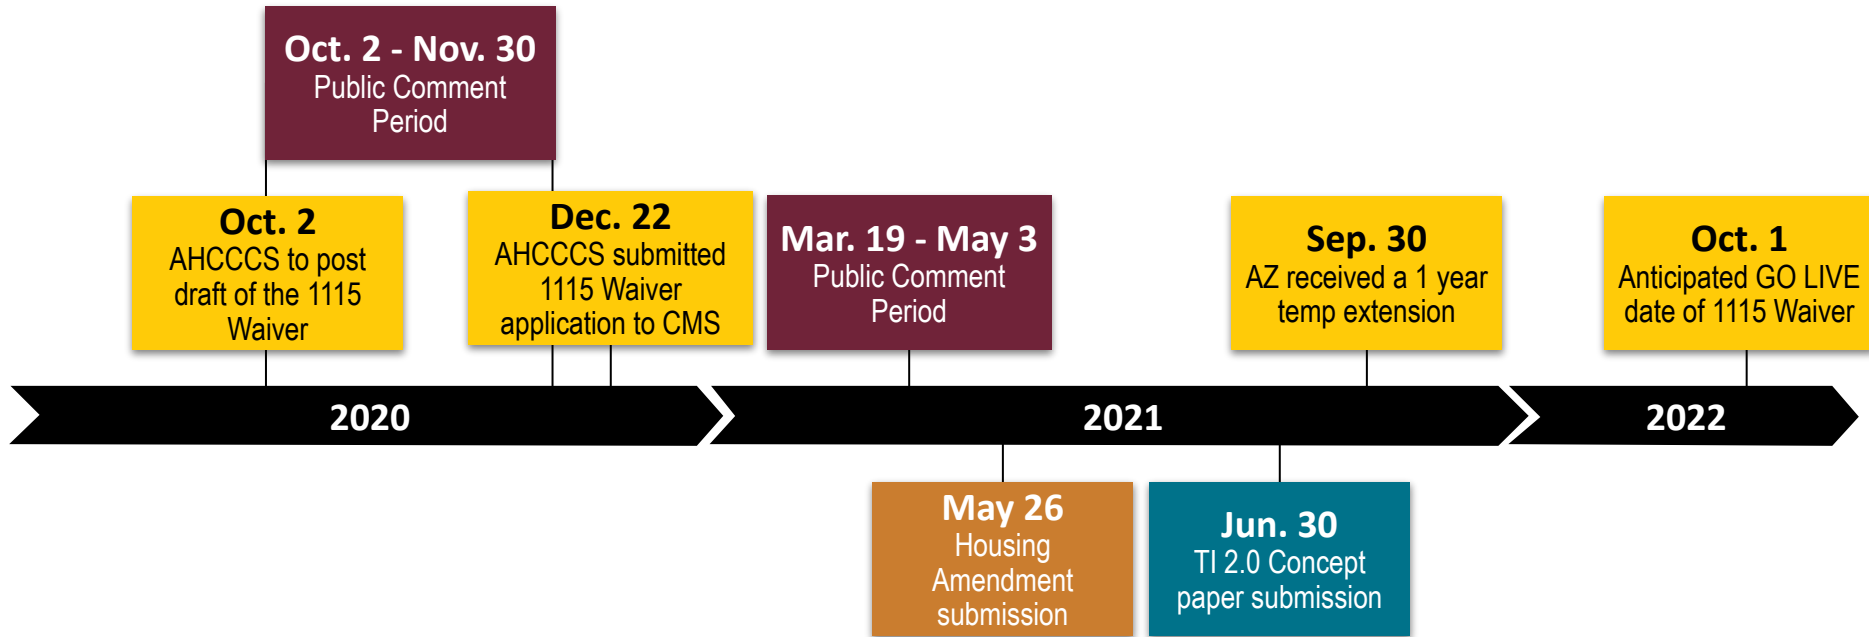 Oct. 2 - Nov. 30
Public Comment
Period
Oct. 2
AHCCCS to post
draft of the 1115
Waiver
Dec. 22
AHCCCS submitted
1115 Waiver
application to CMS
Mar. 19 - May 3
Public Comment
Period
Sep. 30
AZ received a 1 year
temp extension
Oct. 1
Anticipated GO LIVE
date of 1115 Waiver
2020
2021
2022
May 26
Housing
Amendment
submission
Jun. 30
TI 2.0 Concept
paper submission